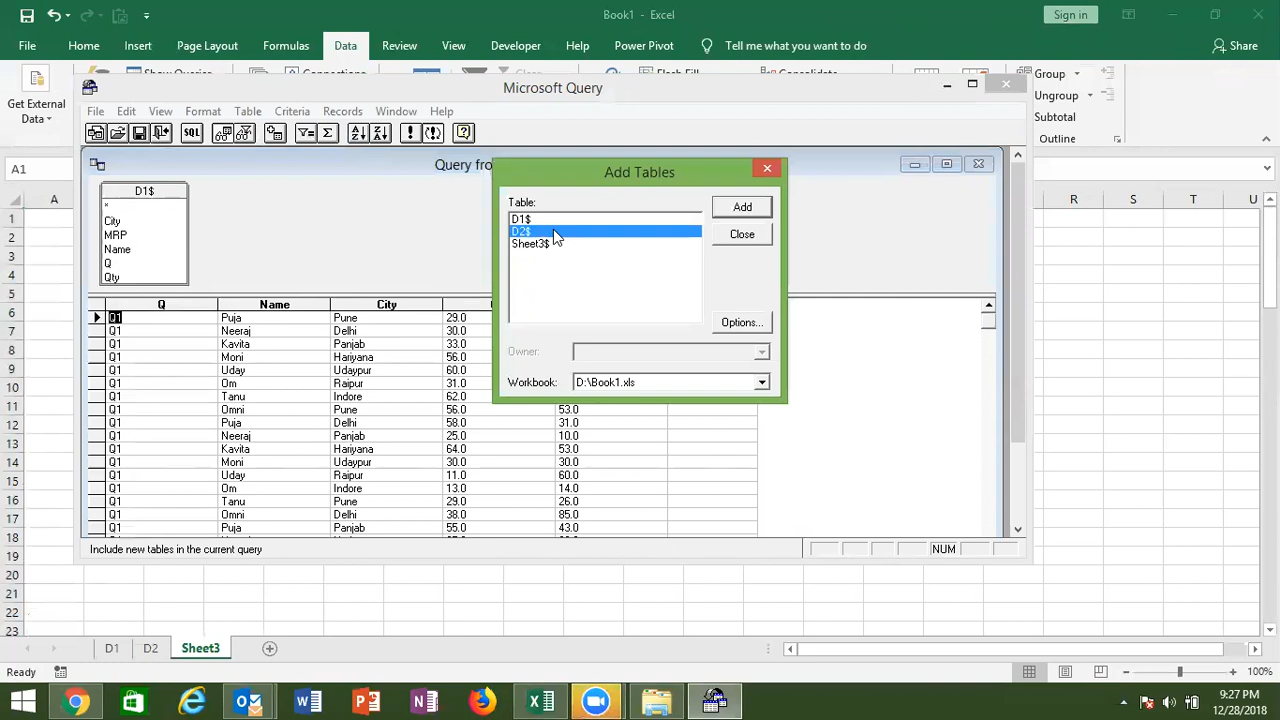 Book1 - Excel
Sign in
File Home Insert Page Layout Formulas Data Review View Developer Help Power Pivot Tell me what you want to do Share
Get External
Data
Show Queries
Connections
Flash Fill
Consolidate
Group
Ungroup
Subtotal
Outline
Microsoft Query
File Edit View Format Table Criteria Records Window Help
SQL
A1
Query fro
Add Tables
D1$
*
City
MRP
Name
Q
Qty
Table:
D1$
D2$
Sheet3$
Add
Close
Options...
Owner:
Workbook: D:\Book1.xls
A R S T U
1
2
3
4
5
6
7
8
9
10
11
12
13
14
15
16
17
18
19
20
21
22
23
Q Name City
Q1 Puja Pune 29.0
Q1 Neeraj Delhi 30.0
Q1 Kavita Panjab 33.0
Q1 Moni Hariyana 56.0
Q1 Uday Udaypur 60.0
Q1 Om Raipur 31.0
Q1 Tanu Indore 62.0
Q1 Omni Pune 56.0 53.0
Q1 Puja Delhi 58.0 31.0
Q1 Neeraj Panjab 25.0 10.0
Q1 Kavita Hariyana 64.0 53.0
Q1 Moni Udaypur 30.0 30.0
Q1 Uday Raipur 11.0 60.0
Q1 Om Indore 13.0 14.0
Q1 Tanu Pune 29.0 26.0
Q1 Omni Delhi 38.0 85.0
Q1 Puja Panjab 55.0 43.0
Include new tables in the current query
NUM
D1 D2 Sheet3
Ready
100%
9:27 PM
12/28/2018